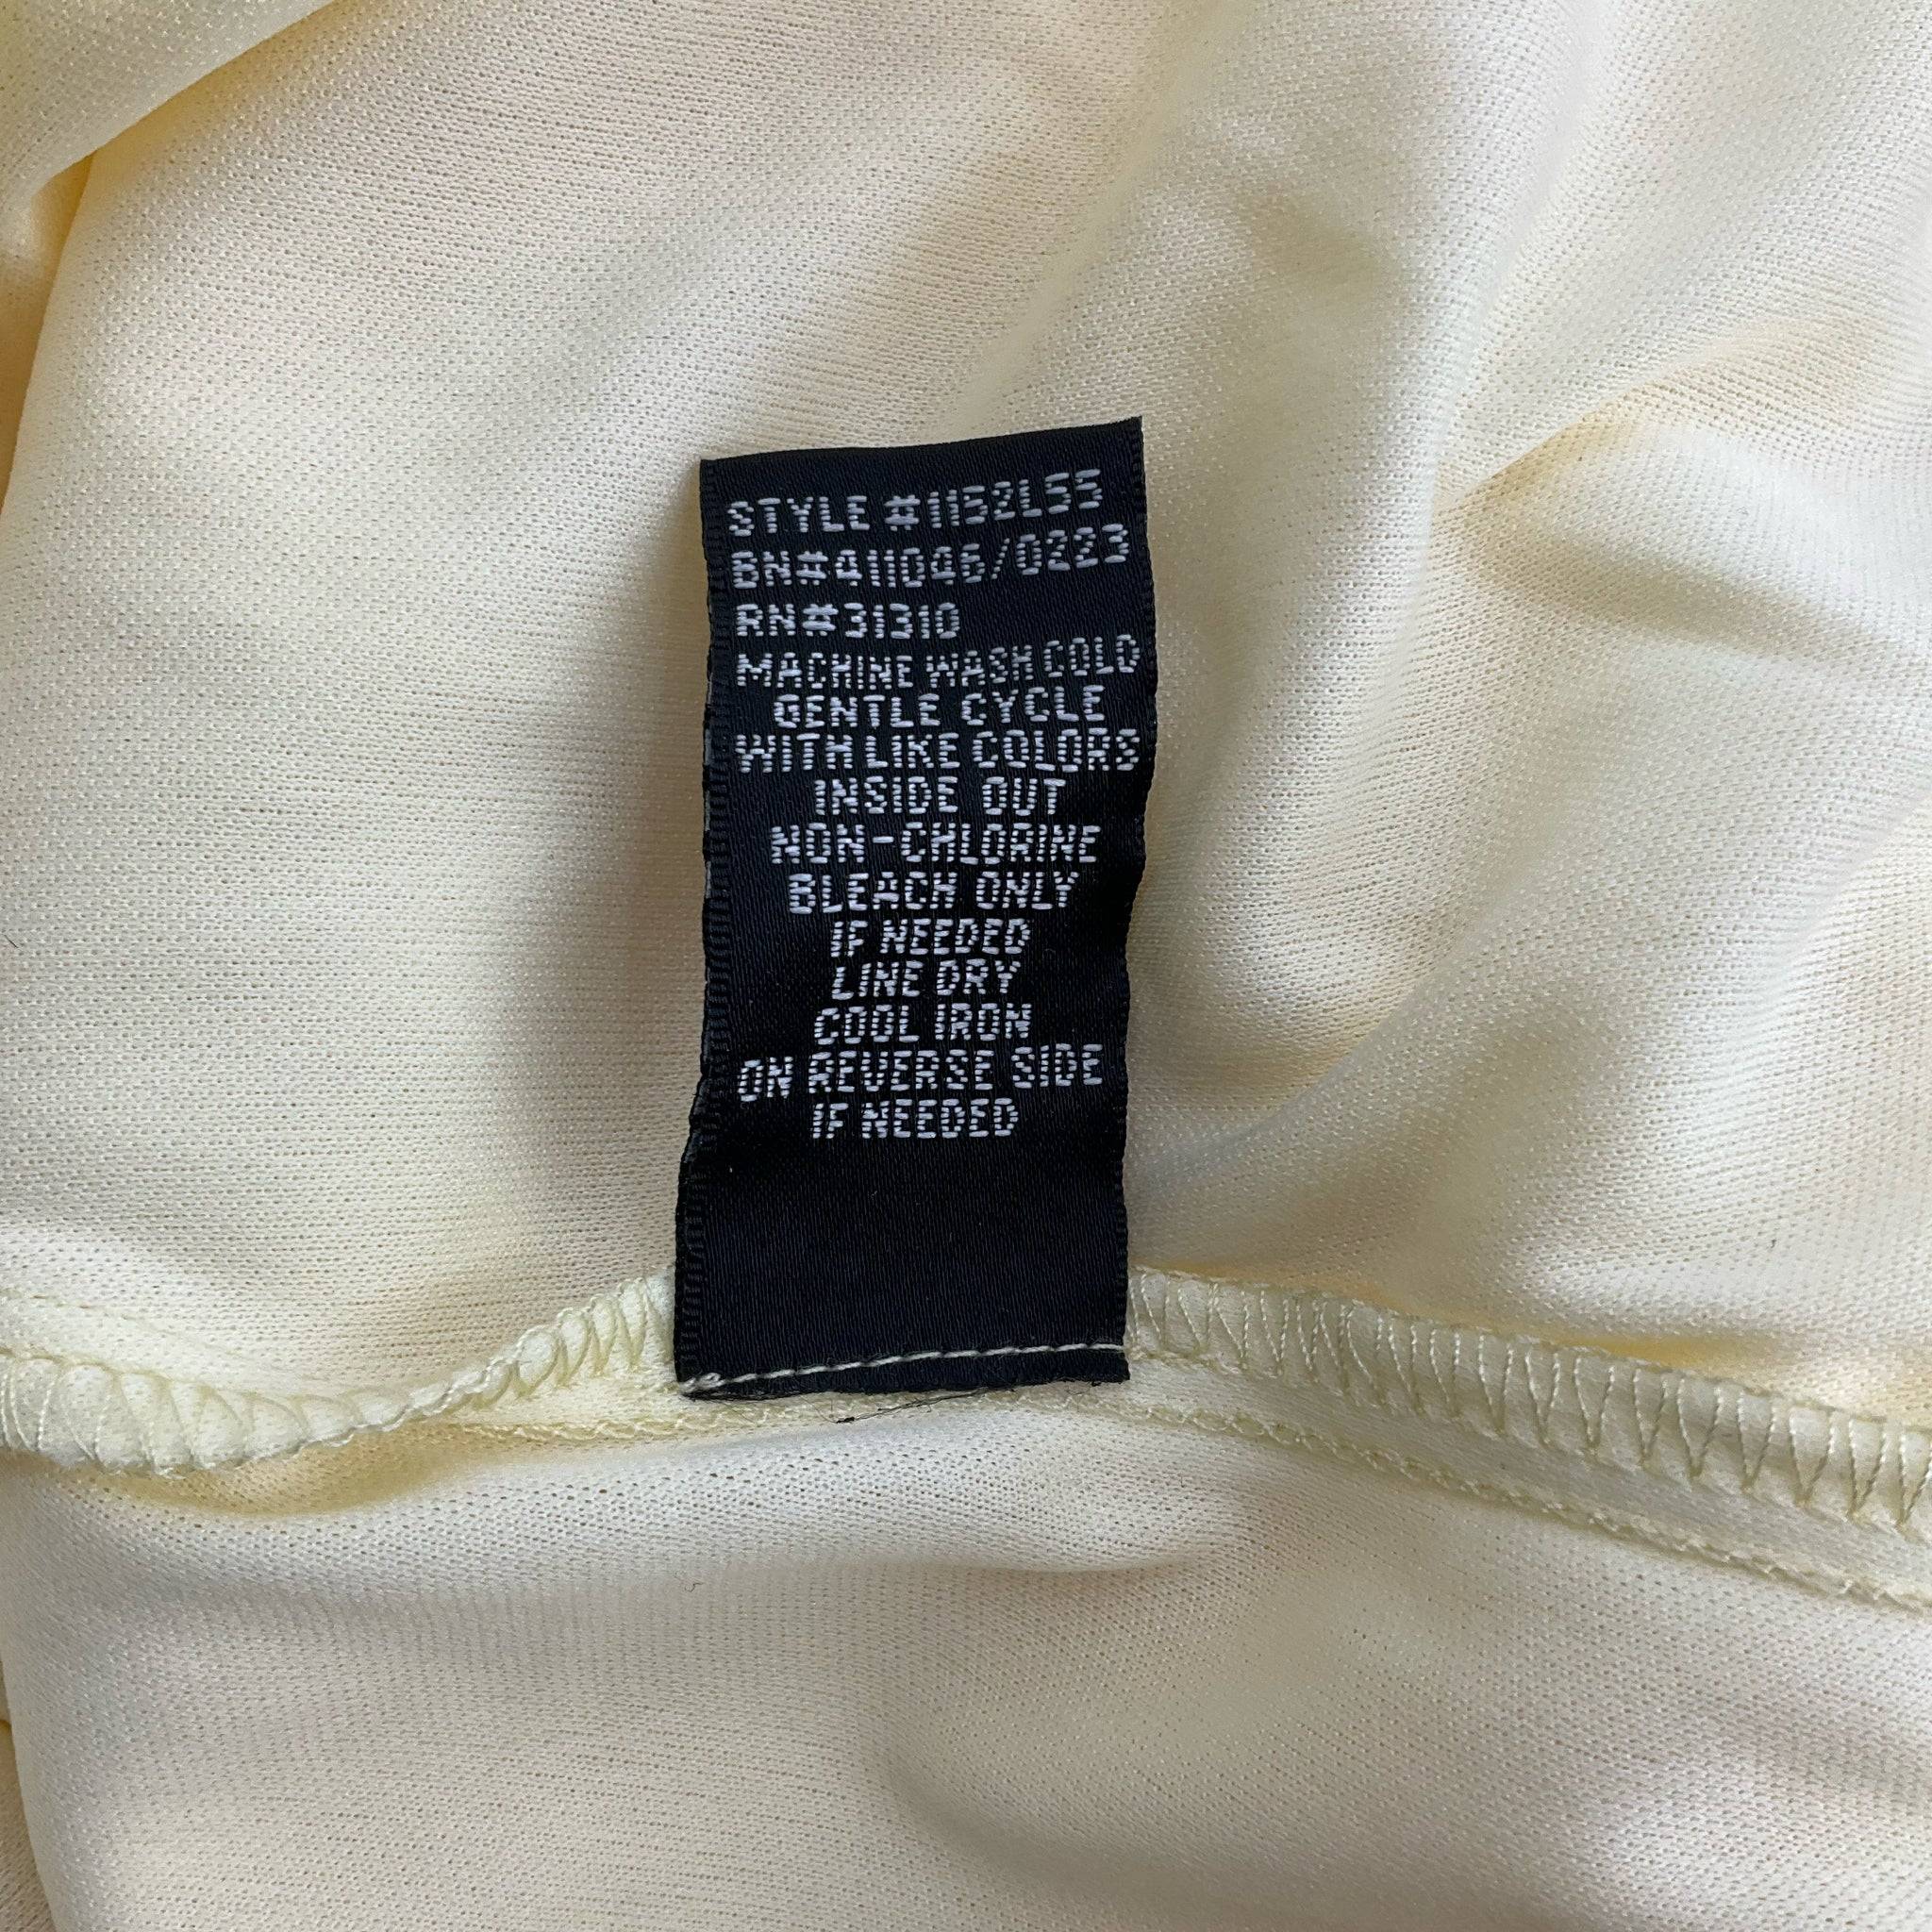 STYLE #1152L55
BN#411046/0223
RN#31310
MACHINE WASH COLD
GENTLE CYCLE
WITH LIKE COLORS
INSIDE OUT
NON-CHLORINE
BLEACH ONLY
IF NEEDED
LINE DRY
COOL IRON
ON REVERSE SIDE
IF NEEDED